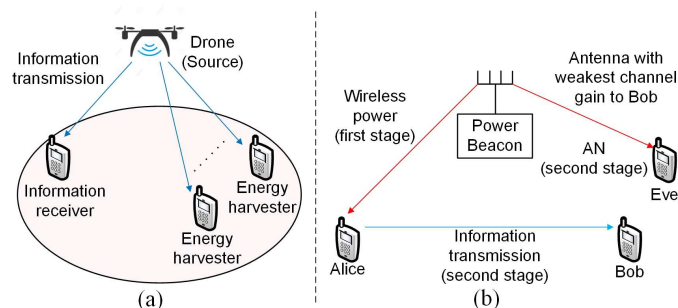 Information
transmission
Drone
(Source)
Information
receiver
Energy
harvester
Energy
harvester
(a)
Wireless
power
(first stage)
Antenna with
weakest channel
gain to Bob
Power
Beacon
AN
(second stage)
Eve
Alice
Information
transmission
(second stage)
Bob
(b)